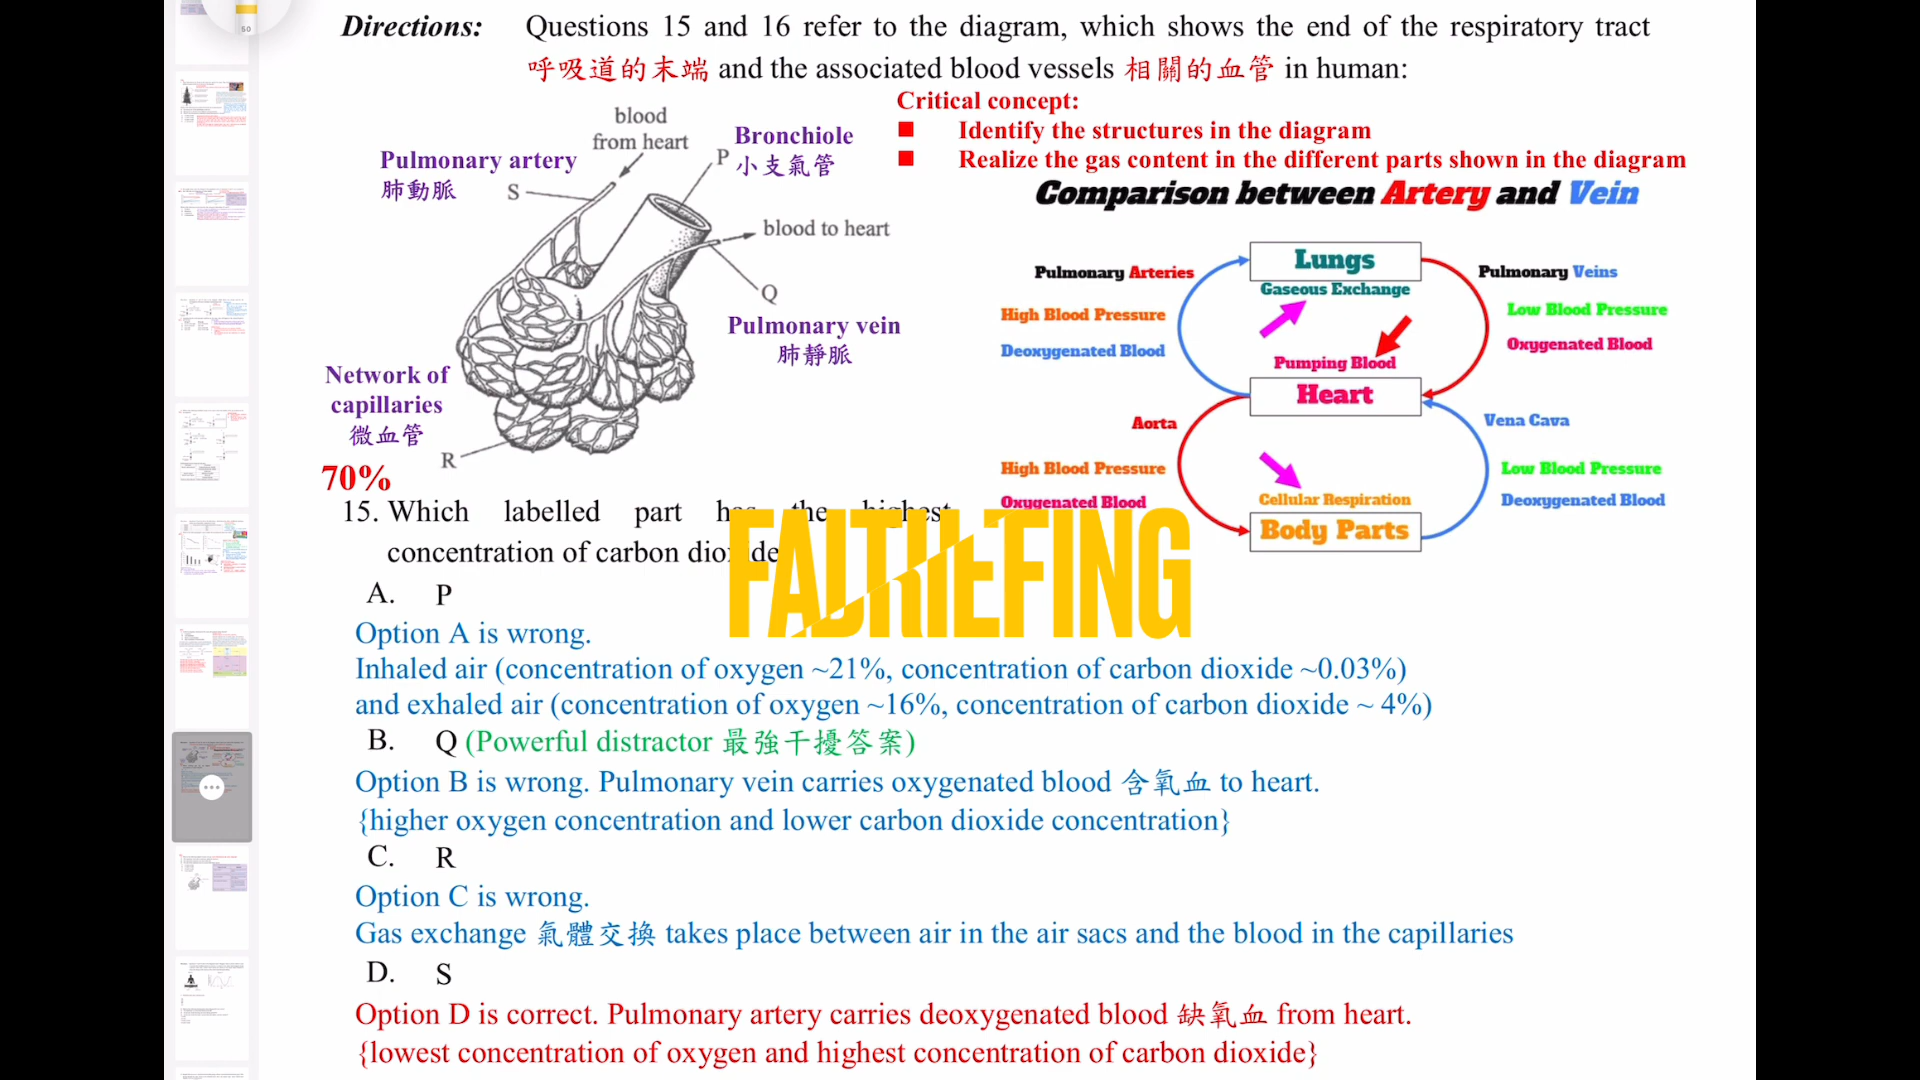 50
Directions: Questions 15 and 16 refer to the diagram, which shows the end of the respiratory tract
呼吸道的末端 and the associated blood vessels 相關的血管 in human:
Critical concept:
■ Identify the structures in the diagram
■ Realize the gas content in the different parts shown in the diagram
blood
from heart
Bronchiole
小支氣管
P
Pulmonary artery
肺動脈
S
blood to heart
Q
Pulmonary vein
肺靜脈
Network of
capillaries
微血管
R
70%
Comparison between Artery and Vein
Lungs
Gaseous Exchange
Pulmonary Arteries
High Blood Pressure
Deoxygenated Blood
Pulmonary Veins
Low Blood Pressure
Oxygenated Blood
Pumping Blood
Heart
Aorta
High Blood Pressure
Oxygenated Blood
Vena Cava
Low Blood Pressure
Deoxygenated Blood
Cellular Respiration
Body Parts
15. Which labelled part has the highest
concentration of carbon dioxide
A. P
Option A is wrong.
Inhaled air (concentration of oxygen ~21%, concentration of carbon dioxide ~0.03%)
and exhaled air (concentration of oxygen ~16%, concentration of carbon dioxide ~ 4%)
B. Q (Powerful distractor 最強干擾答案)
Option B is wrong. Pulmonary vein carries oxygenated blood 含氧血 to heart.
{higher oxygen concentration and lower carbon dioxide concentration}
C. R
Option C is wrong.
Gas exchange 氣體交換 takes place between air in the air sacs and the blood in the capillaries
D. S
Option D is correct. Pulmonary artery carries deoxygenated blood 缺氧血 from heart.
{lowest concentration of oxygen and highest concentration of carbon dioxide}